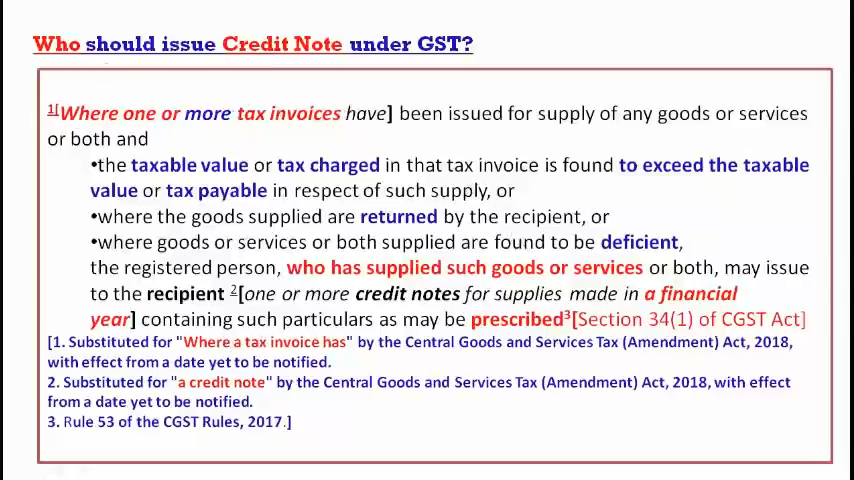 Who should issue Credit Note under GST?
1[Where one or more tax invoices have] been issued for supply of any goods or services
or both and
•the taxable value or tax charged in that tax invoice is found to exceed the taxable
value or tax payable in respect of such supply, or
•where the goods supplied are returned by the recipient, or
•where goods or services or both supplied are found to be deficient,
the registered person, who has supplied such goods or services or both, may issue
to the recipient 2[one or more credit notes for supplies made in a financial
year] containing such particulars as may be prescribed3[Section 34(1) of CGST Act]
[1. Substituted for "Where a tax invoice has" by the Central Goods and Services Tax (Amendment) Act, 2018,
with effect from a date yet to be notified.
2. Substituted for "a credit note" by the Central Goods and Services Tax (Amendment) Act, 2018, with effect
from a date yet to be notified.
3. Rule 53 of the CGST Rules, 2017.]